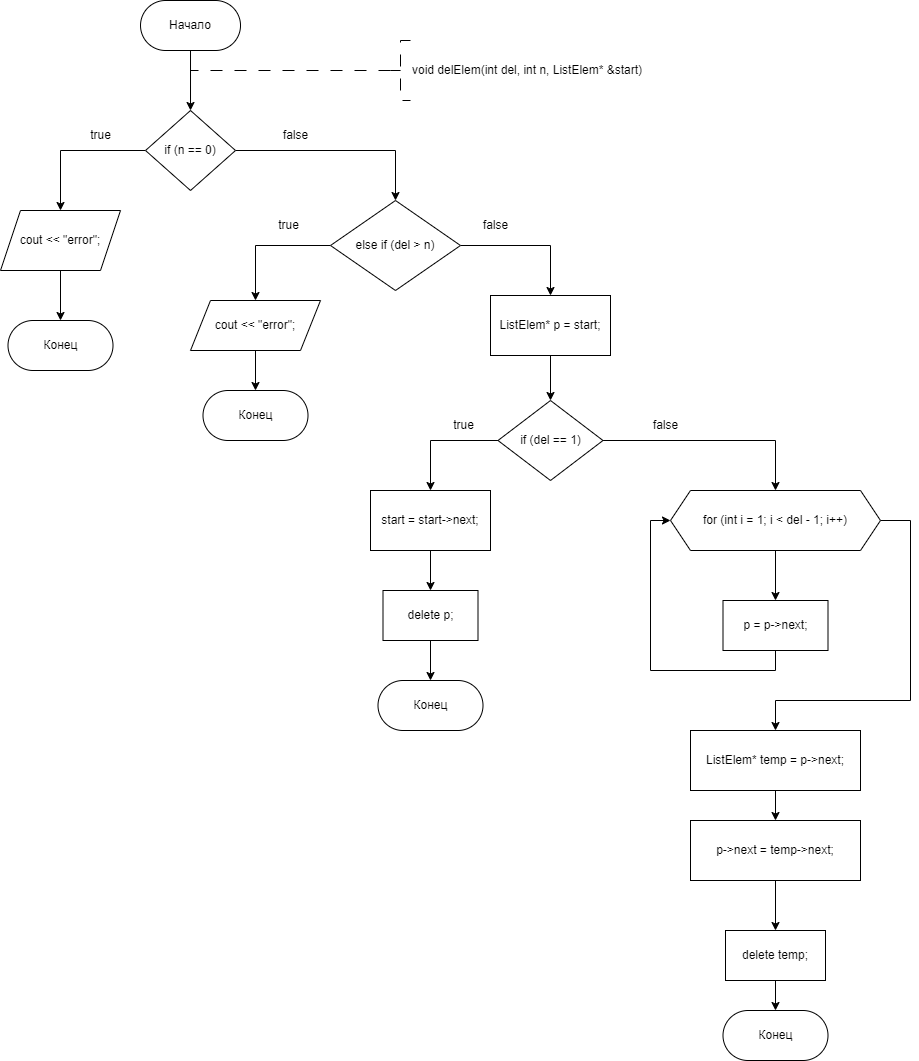 Начало
void delElem(int del, int n, ListElem* &start)
true
false
if (n == 0)
cout << "error";
true
false
else if (del > n)
cout << "error";
ListElem* p = start;
Конец
Конец
true
false
if (del == 1)
start = start->next;
for (int i = 1; i < del - 1; i++)
delete p;
p = p->next;
Конец
ListElem* temp = p->next;
p->next = temp->next;
delete temp;
Конец